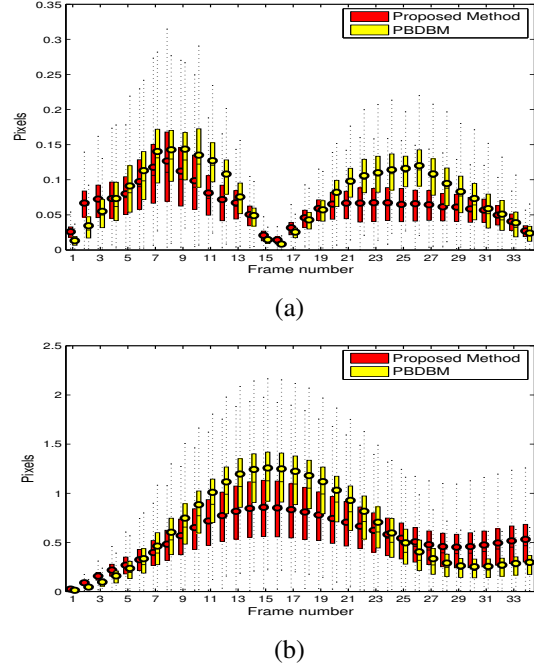 0.35
0.3
0.25
0.2
0.15
0.1
0.05
0
Pixels
Proposed Method
PBDBM
1 3 5 7 9 11 13 15 17 19 21 23 25 27 29 31 33
Frame number
(a)
2.5
2
1.5
1
0.5
0
Pixels
Proposed Method
PBDBM
1 3 5 7 9 11 13 15 17 19 21 23 25 27 29 31 33
Frame number
(b)